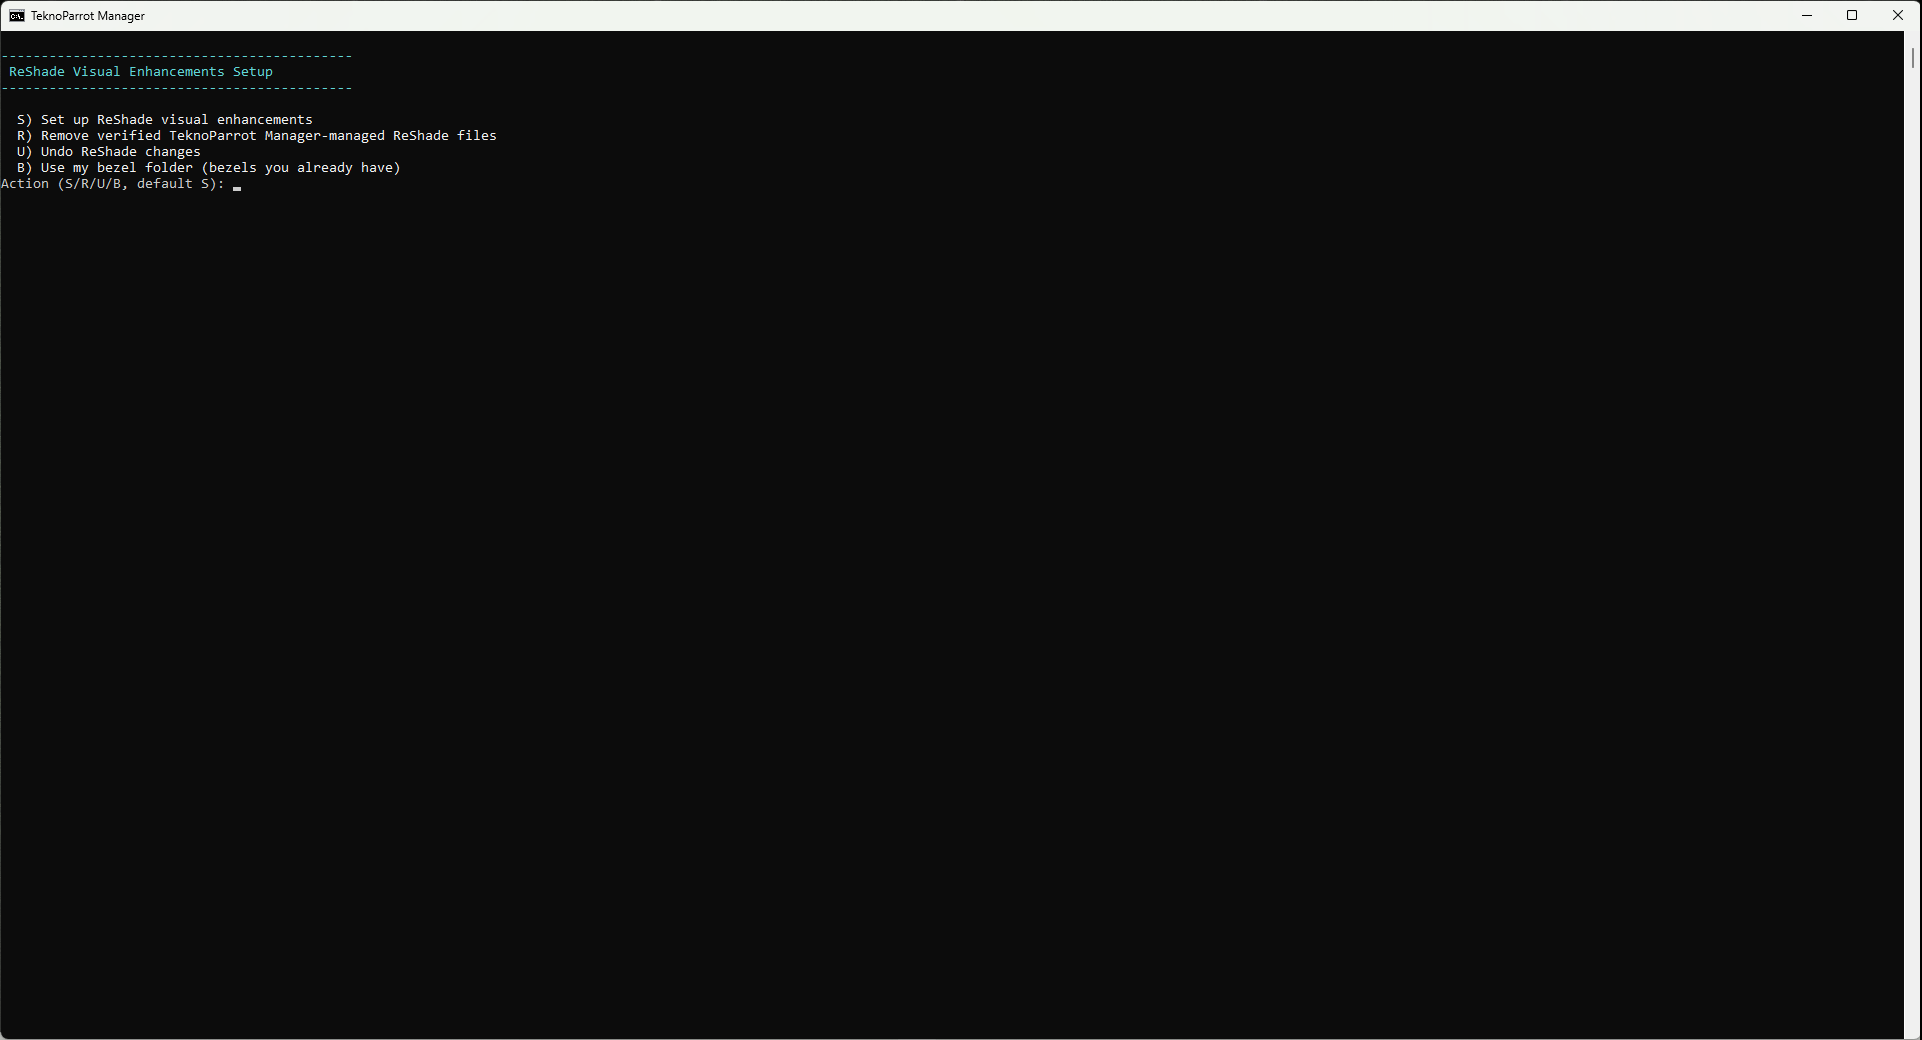 TeknoParrot Manager
--------------------------------------------
ReShade Visual Enhancements Setup
--------------------------------------------
S) Set up ReShade visual enhancements
R) Remove verified TeknoParrot Manager-managed ReShade files
U) Undo ReShade changes
B) Use my bezel folder (bezels you already have)
Action (S/R/U/B, default S):